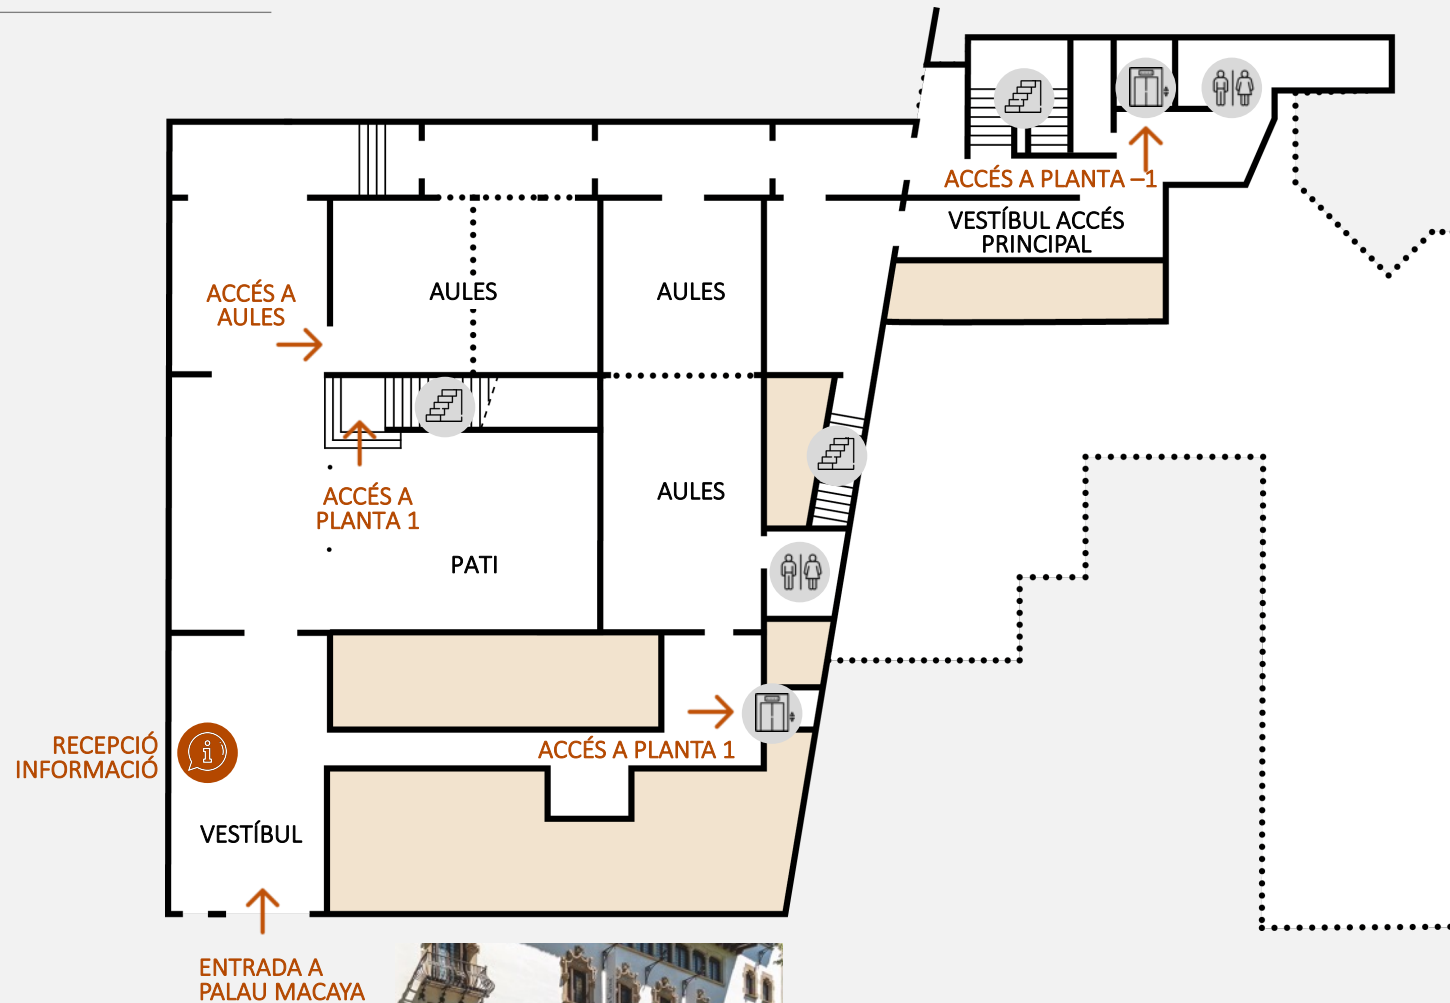 ACCÉS A PLANTA –1
VESTÍBUL ACCÉS
PRINCIPAL
ACCÉS A
AULES
AULES
AULES
ACCÉS A
PLANTA 1
AULES
PATI
RECEPCIÓ
INFORMACIÓ
i
ACCÉS A PLANTA 1
VESTÍBUL
ENTRADA A
PALAU MACAYA